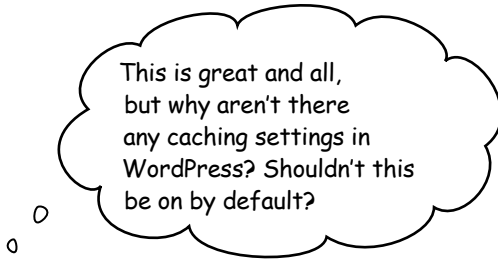 This is great and all,
but why aren't there
any caching settings in
WordPress? Shouldn't this
be on by default?